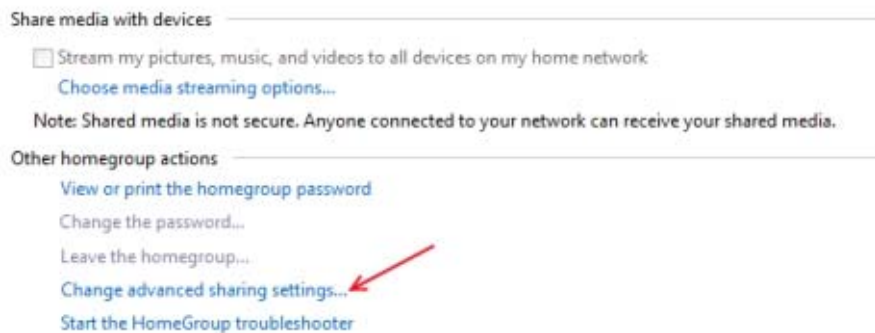 Share media with devices
Stream my pictures, music, and videos to all devices on my home network
Choose media streaming options...
Note: Shared media is not secure. Anyone connected to your network can receive your shared media.
Other homegroup actions
View or print the homegroup password
Change the password...
Leave the homegroup...
Change advanced sharing settings...
Start the HomeGroup troubleshooter